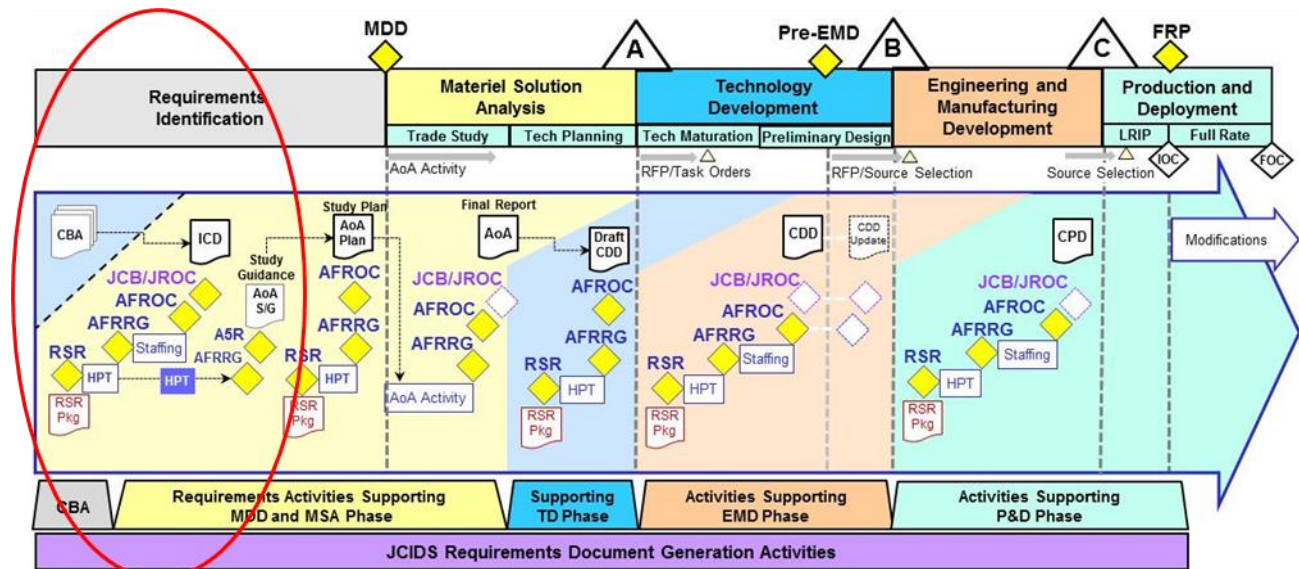 MDD
A
Pre-EMD
B
C
FRP
Requirements
Identification
Materiel Solution
Analysis
Technology
Development
Engineering and
Manufacturing
Development
Production and
Deployment
Trade Study
Tech Planning
Tech Maturation
Preliminary Design
LRIP
Full Rate
AoA Activity
RFP/Task Orders
RFP/Source Selection
Source Selection
IOC
FOC
CBA
ICD
Study
Guidance
AoA
S/G
JCB/JROC
AFROC
AFRRG
Staffing
RSR
HPT
RSR
Pkg
HPT
A5R
AFRRG
Study Plan
AoA
Plan
AFROC
AFRRG
RSR
HPT
RSR
Pkg
Final Report
AoA
JCB/JROC
AFROC
AFRRG
AoA Activity
Draft
CDD
AFROC
AFRRG
RSR
HPT
RSR
Pkg
CDD
CDD
Update
JCB/JROC
AFROC
AFRRG
Staffing
RSR
HPT
RSR
Pkg
CPD
JCB/JROC
AFROC
AFRRG
Staffing
RSR
HPT
RSR
Pkg
Modifications
CBA
Requirements Activities Supporting
MDD and MSA Phase
Supporting
TD Phase
Activities Supporting
EMD Phase
Activities Supporting
P&D Phase
JCIDS Requirements Document Generation Activities